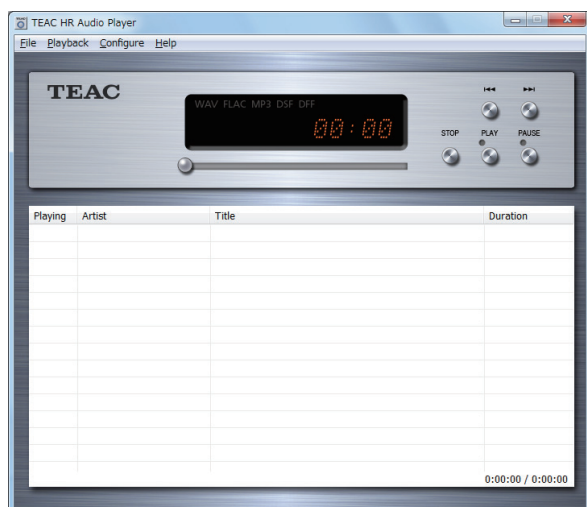 TEAC HR Audio Player
File Playback Configure Help
TEAC
WAV FLAC MP3 DSF DFF
00:00
STOP PLAY PAUSE
Playing Artist Title Duration
0:00:00 / 0:00:00